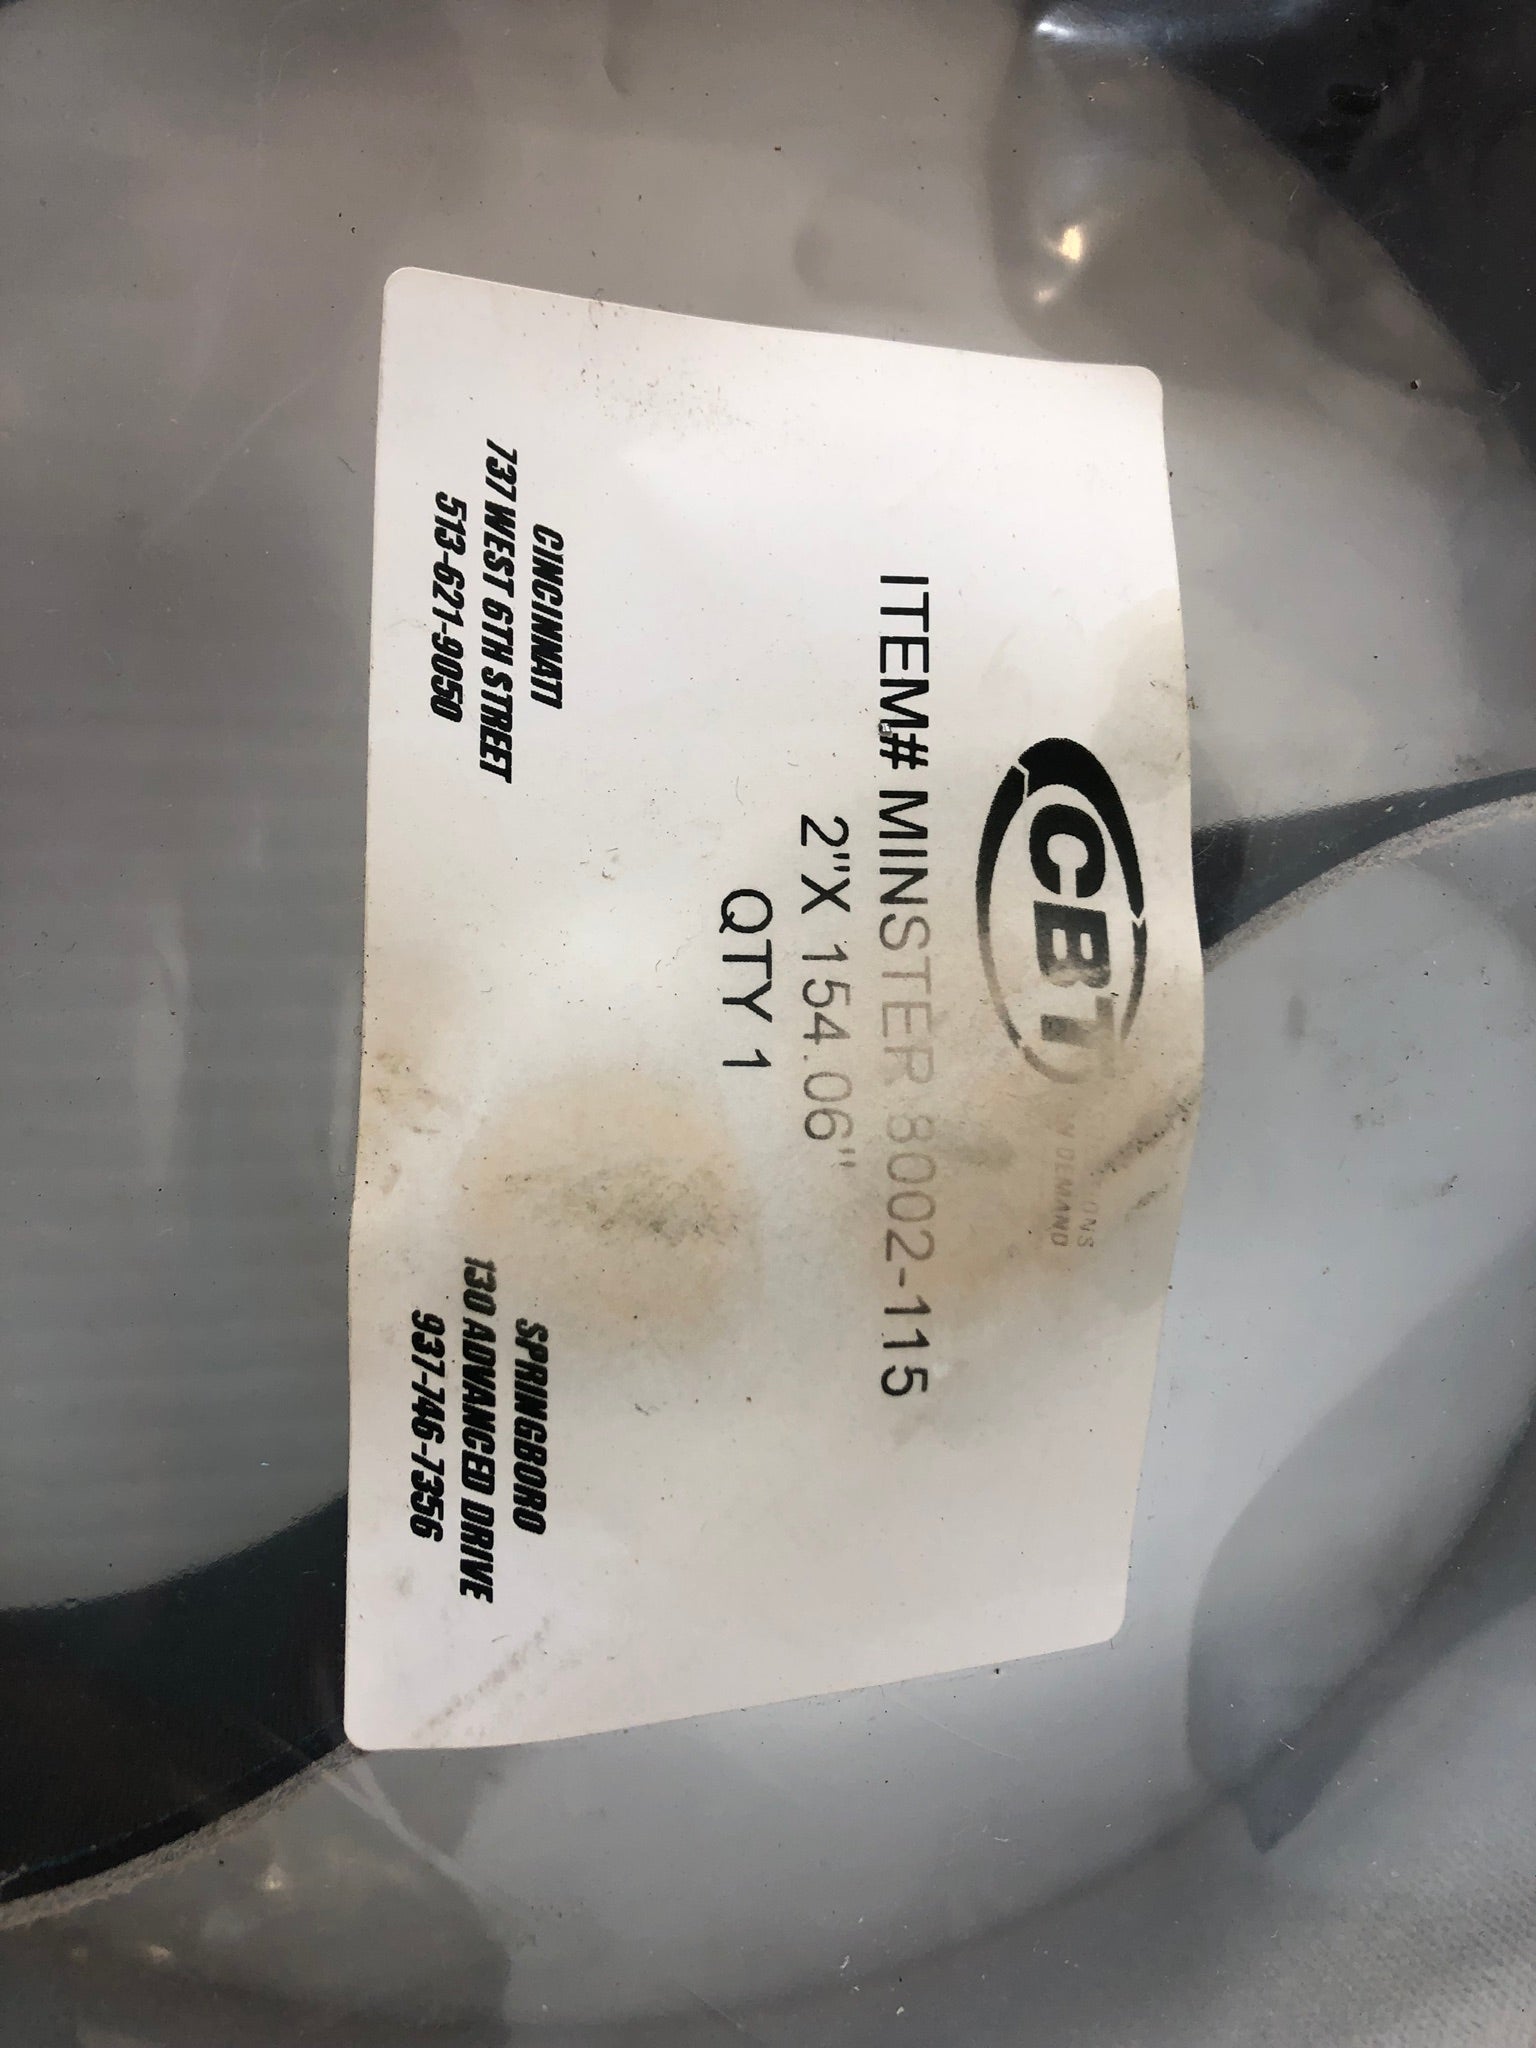 CBT
DEMAND
ITEM# MINSTER 8002-115
2"X 154.06"
QTY 1
CINCINNATI
737 WEST 6TH STREET
513-621-9050
SPRINGBORO
130 ADVANCED DRIVE
937-746-7356